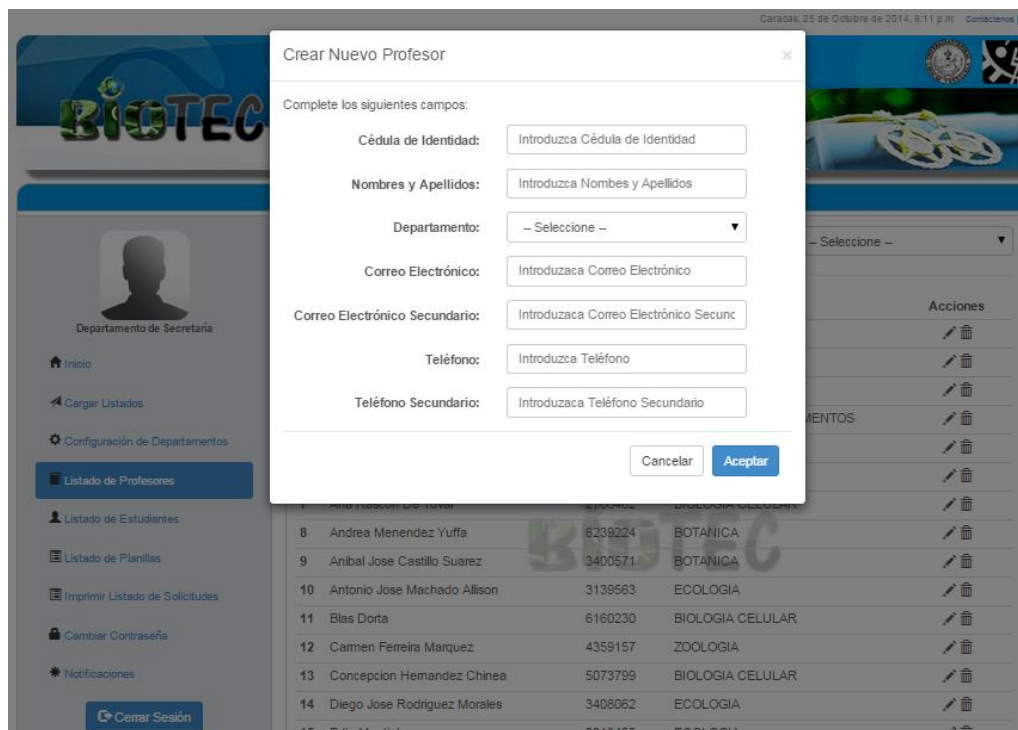 Caracas, 25 de Octubre de 2014, 9:11 p.m Contactenos
BIOTEC
Crear Nuevo Profesor ×
Complete los siguientes campos:
Cédula de Identidad: Introduzca Cédula de Identidad
Nombres y Apellidos: Introduzca Nombes y Apellidos
Departamento: -- Seleccione --
Correo Electrónico: Introduzaca Correo Electrónico
Correo Electrónico Secundario: Introduzaca Correo Electrónico Secunc
Teléfono: Introduzca Teléfono
Teléfono Secundario: Introduzaca Teléfono Secundario
Cancelar Aceptar
-- Seleccione --
Departamento de Secretaria
Inicio
Cargar Listados
Configuración de Departamentos
Listado de Profesores
Listado de Estudiantes
Listado de Planillas
Imprimir Listado de Solicitudes
Cambiar Contraseña
Notificaciones
Cerrar Sesión
Acciones
MENTOS
8 Andrea Menendez Yuffa 6239224 BOTANICA
9 Anibal Jose Castillo Suarez 3400571 BOTANICA
10 Antonio Jose Machado Allison 3139563 ECOLOGIA
11 Blas Dorta 6160230 BIOLOGIA CELULAR
12 Carmen Ferreira Marquez 4359157 ZOOLOGIA
13 Concepcion Hernandez Chinea 5073799 BIOLOGIA CELULAR
14 Diego Jose Rodriguez Morales 3408062 ECOLOGIA
BIOTEC